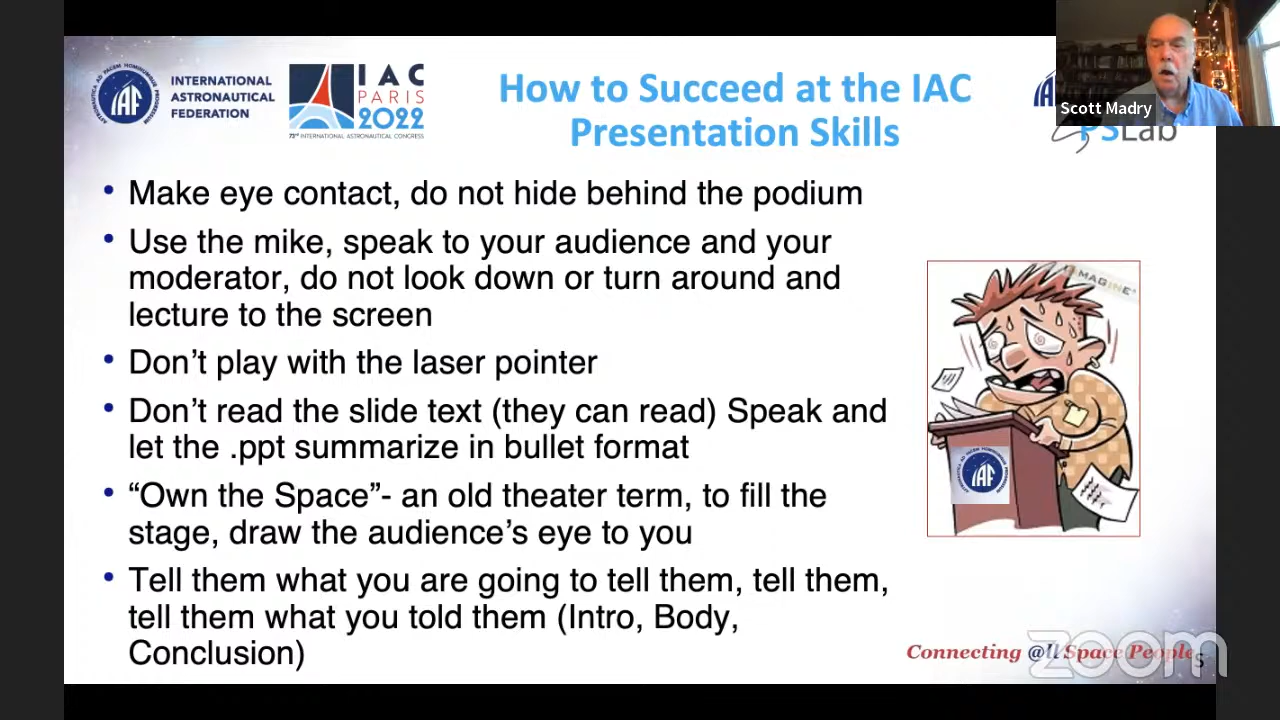 INTERNATIONAL
ASTRONAUTICAL
FEDERATION
IAF
IAC
PARIS
2022
73rd INTERNATIONAL ASTRONAUTICAL CONGRESS
How to Succeed at the IAC
Presentation Skills
Scott Madry
PSLab
• Make eye contact, do not hide behind the podium
• Use the mike, speak to your audience and your
moderator, do not look down or turn around and
lecture to the screen
• Don’t play with the laser pointer
• Don’t read the slide text (they can read) Speak and
let the .ppt summarize in bullet format
• “Own the Space”- an old theater term, to fill the
stage, draw the audience’s eye to you
• Tell them what you are going to tell them, tell them,
tell them what you told them (Intro, Body,
Conclusion)
IMAGINE
IAF
Connecting @ll Space People
zoom
5